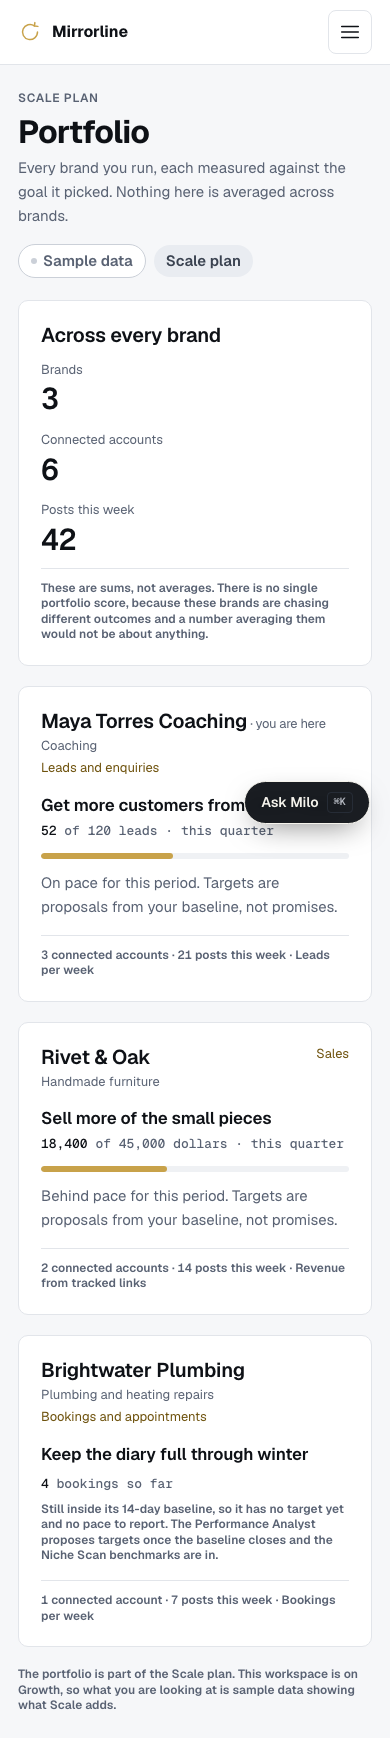 Mirrorline
SCALE PLAN
Portfolio
Every brand you run, each measured against the
goal it picked. Nothing here is averaged across
brands.
Sample data
Scale plan
Across every brand
Brands
3
Connected accounts
6
Posts this week
42
These are sums, not averages. There is no single
portfolio score, because these brands are chasing
different outcomes and a number averaging them
would not be about anything.
Maya Torres Coaching · you are here
Coaching
Leads and enquiries
Get more customers from
Ask Milo ⌘K
52 of 120 leads · this quarter
On pace for this period. Targets are
proposals from your baseline, not promises.
3 connected accounts · 21 posts this week · Leads
per week
Rivet & Oak
Sales
Handmade furniture
Sell more of the small pieces
18,400 of 45,000 dollars · this quarter
Behind pace for this period. Targets are
proposals from your baseline, not promises.
2 connected accounts · 14 posts this week · Revenue
from tracked links
Brightwater Plumbing
Plumbing and heating repairs
Bookings and appointments
Keep the diary full through winter
4 bookings so far
Still inside its 14-day baseline, so it has no target yet
and no pace to report. The Performance Analyst
proposes targets once the baseline closes and the
Niche Scan benchmarks are in.
1 connected account · 7 posts this week · Bookings
per week
The portfolio is part of the Scale plan. This workspace is on
Growth, so what you are looking at is sample data showing
what Scale adds.